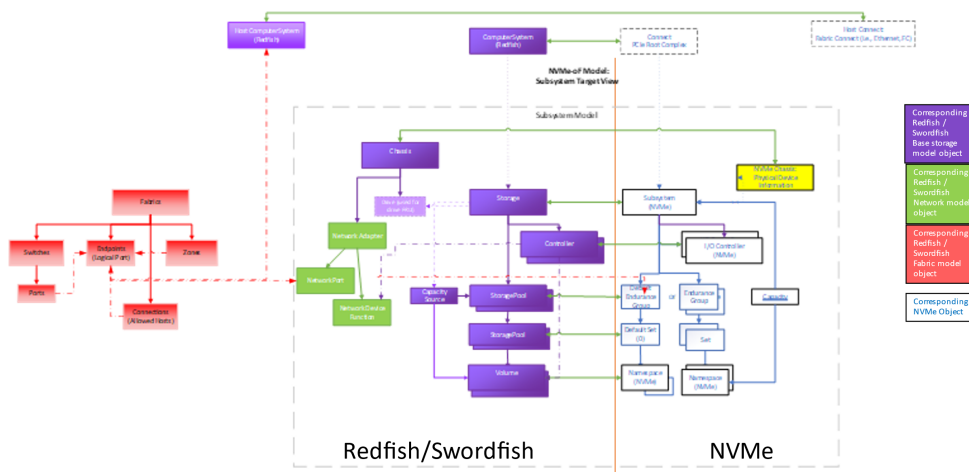 Host ComputerSystem
(Redfish)
ComputerSystem
(Redfish)
Connect
PCIe Root Complex
Host Connect
Fabric Connect (i.e., Ethernet, FC)
NVMe-oF Model:
Subsystem Target View
Subsystem Model
Chassis
NVMe Chassis:
Physical Device
Information
Storage
Subsystem
(NVMe)
Network Adapter
Controller
I/O Controller
(NVMe)
Network Port
Network Device
Function
Capacity
Source
StoragePool
Default
Endurance
Group
or
Endurance
Group
Capacity
StoragePool
Default Set
(0)
Set
Volume
Namespace
(NVMe)
Namespace
(NVMe)
Fabrics
Switches
Endpoints
(Logical Port)
Zones
Ports
Connections
(Allowed Hosts)
Corresponding
Redfish /
Swordfish
Base storage
model object
Corresponding
Redfish /
Swordfish
Network model
object
Corresponding
Redfish /
Swordfish
Fabric model
object
Corresponding
NVMe Object
Redfish/Swordfish
NVMe